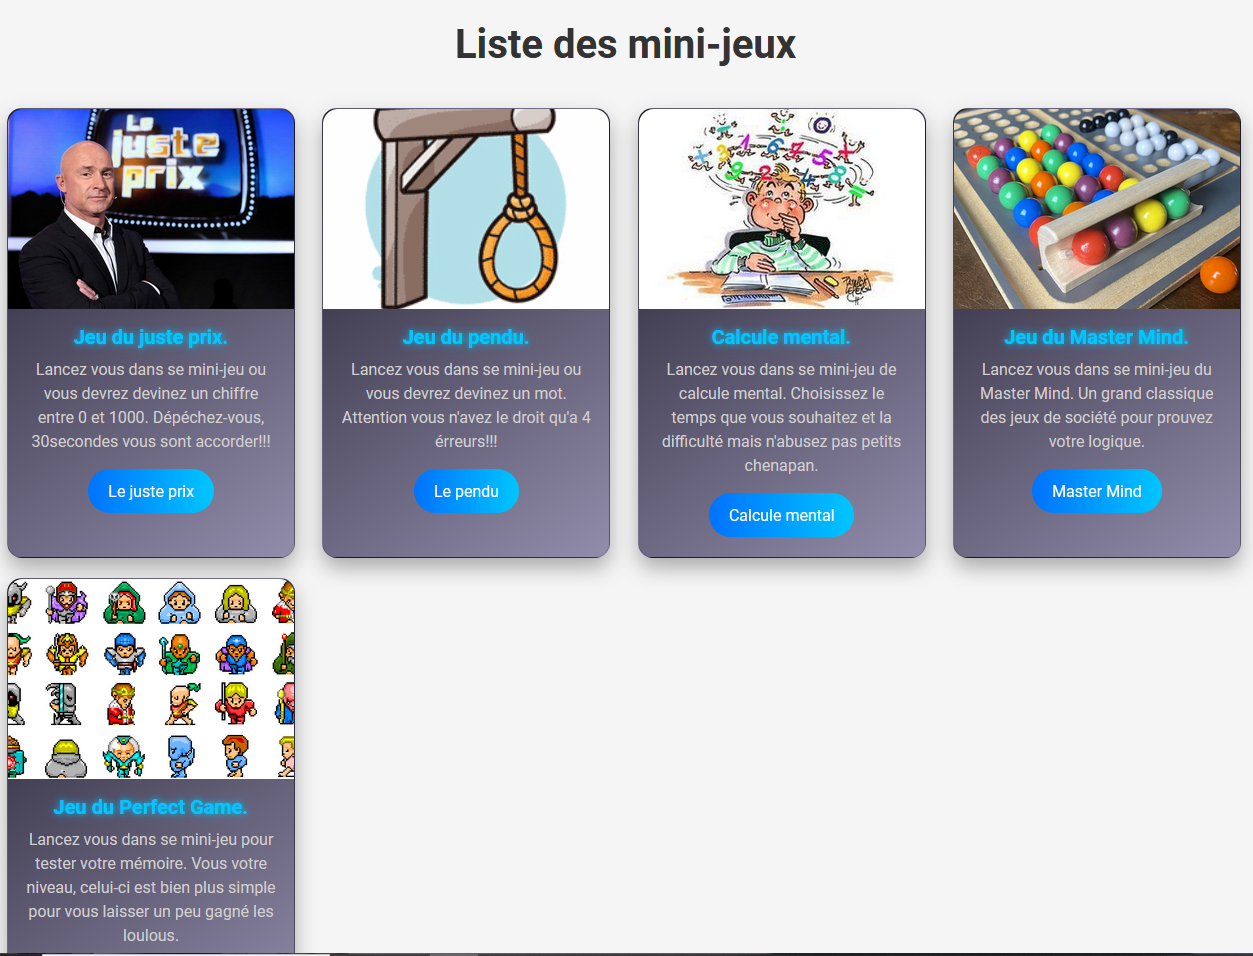 Liste des mini-jeux
Le
juste
prix
Jeu du juste prix.
Lancez vous dans se mini-jeu ou
vous devrez devinez un chiffre
entre 0 et 1000. Dépéchez-vous,
30secondes vous sont accorder!!!
Le juste prix
Jeu du pendu.
Lancez vous dans se mini-jeu ou
vous devrez devinez un mot.
Attention vous n'avez le droit qu'a 4
érreurs!!!
Le pendu
Calcule mental.
Lancez vous dans se mini-jeu de
calcule mental. Choisissez le
temps que vous souhaitez et la
difficulté mais n'abusez pas petits
chenapan.
Calcule mental
Jeu du Master Mind.
Lancez vous dans se mini-jeu du
Master Mind. Un grand classique
des jeux de société pour prouvez
votre logique.
Master Mind
Jeu du Perfect Game.
Lancez vous dans se mini-jeu pour
tester votre mémoire. Vous votre
niveau, celui-ci est bien plus simple
pour vous laisser un peu gagné les
loulous.